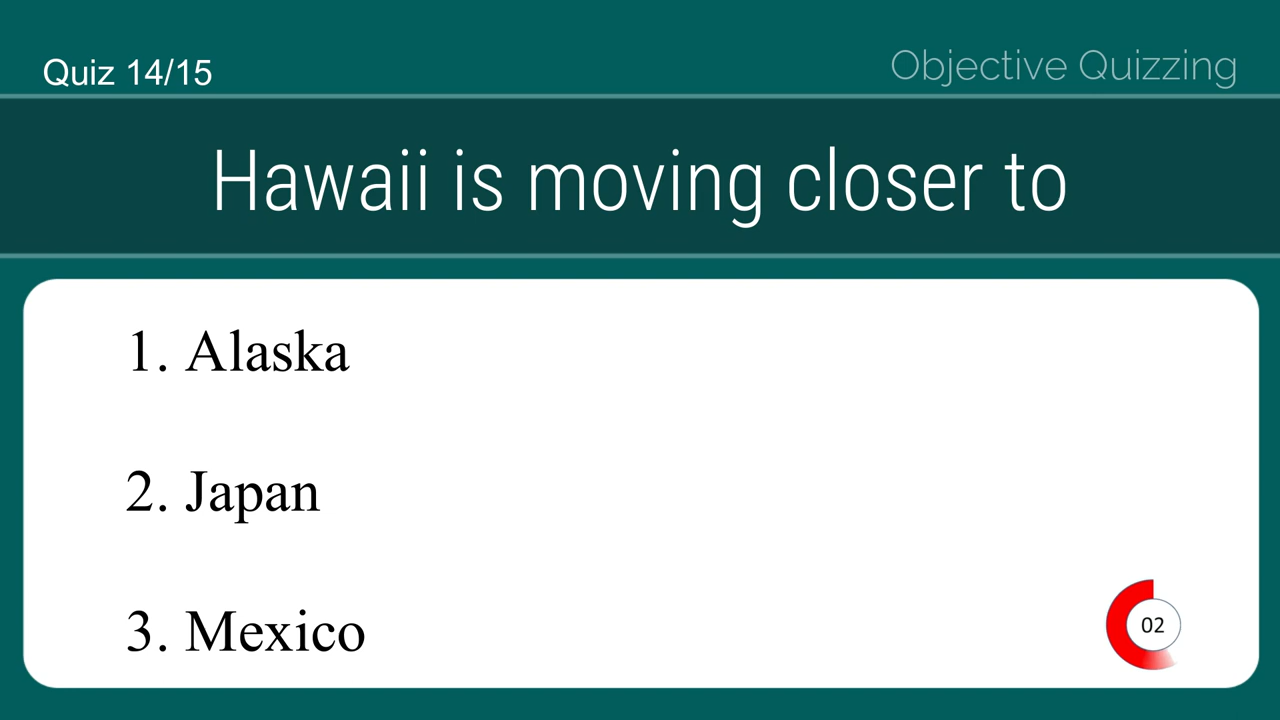 Quiz 14/15
Objective Quizzing
Hawaii is moving closer to
1. Alaska
2. Japan
3. Mexico
02